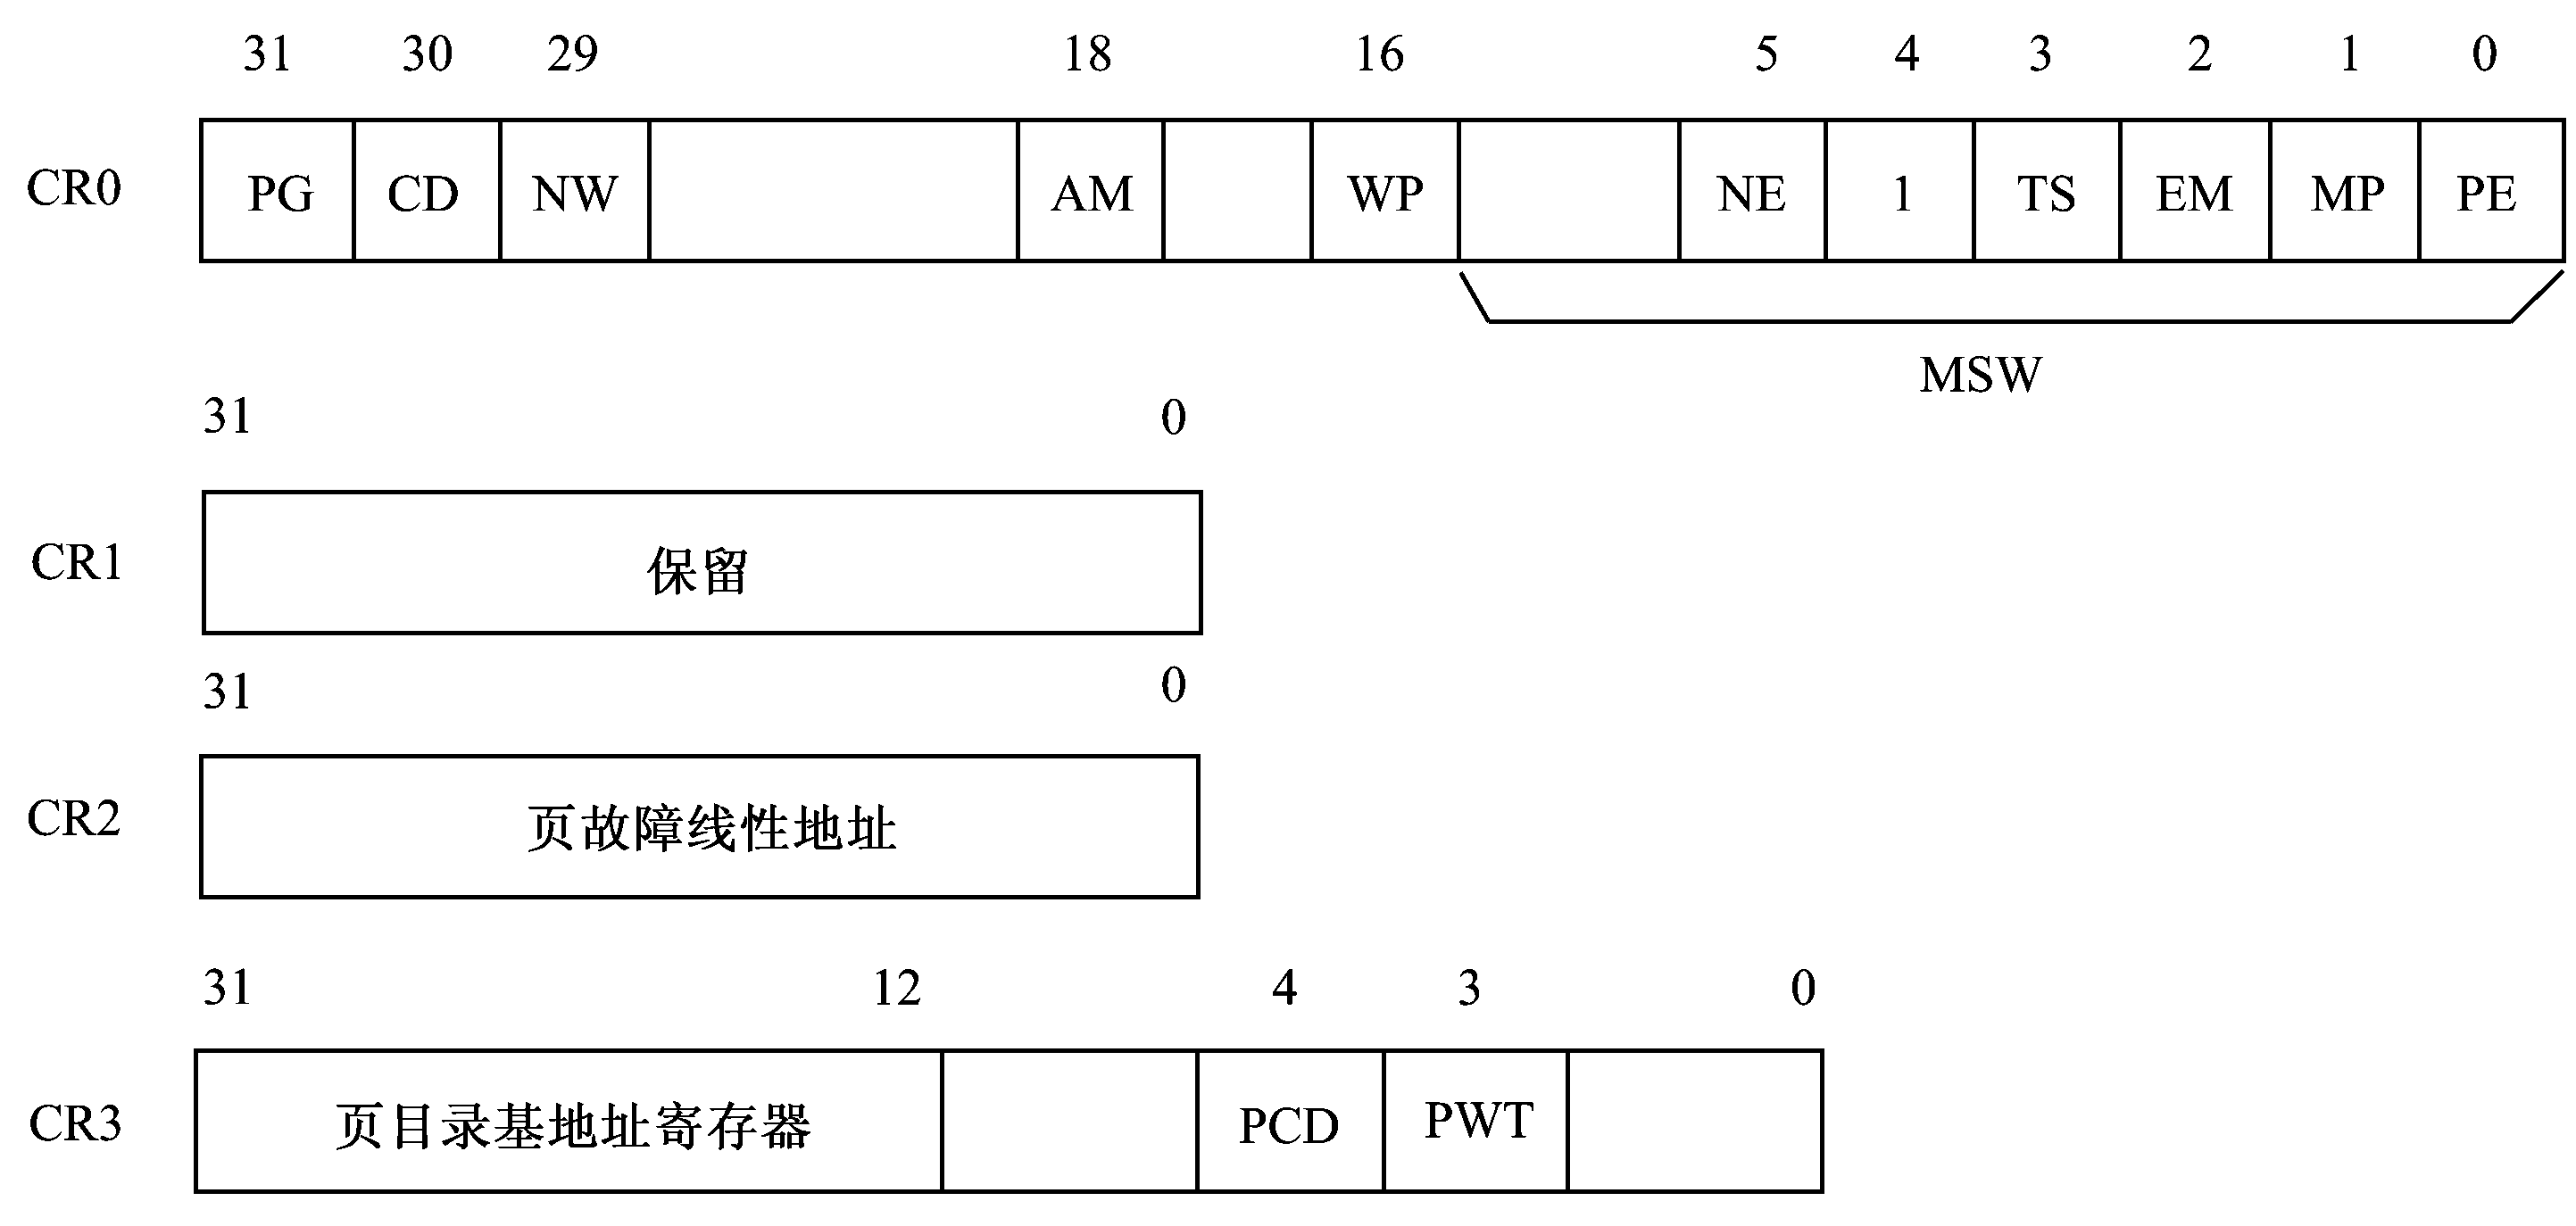 31 30 29 18 16 5 4 3 2 1 0
CR0 PG CD NW AM WP NE 1 TS EM MP PE
MSW
31 0
CR1 保留
31 0
CR2 页故障线性地址
31 12 4 3 0
CR3 页目录基地址寄存器 PCD PWT